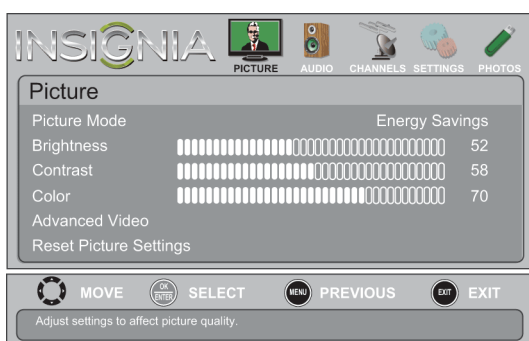 INSIGNIA
PICTURE AUDIO CHANNELS SETTINGS PHOTOS
Picture
Picture Mode Energy Savings
Brightness 52
Contrast 58
Color 70
Advanced Video
Reset Picture Settings
MOVE OK ENTER SELECT MENU PREVIOUS EXIT EXIT
Adjust settings to affect picture quality.